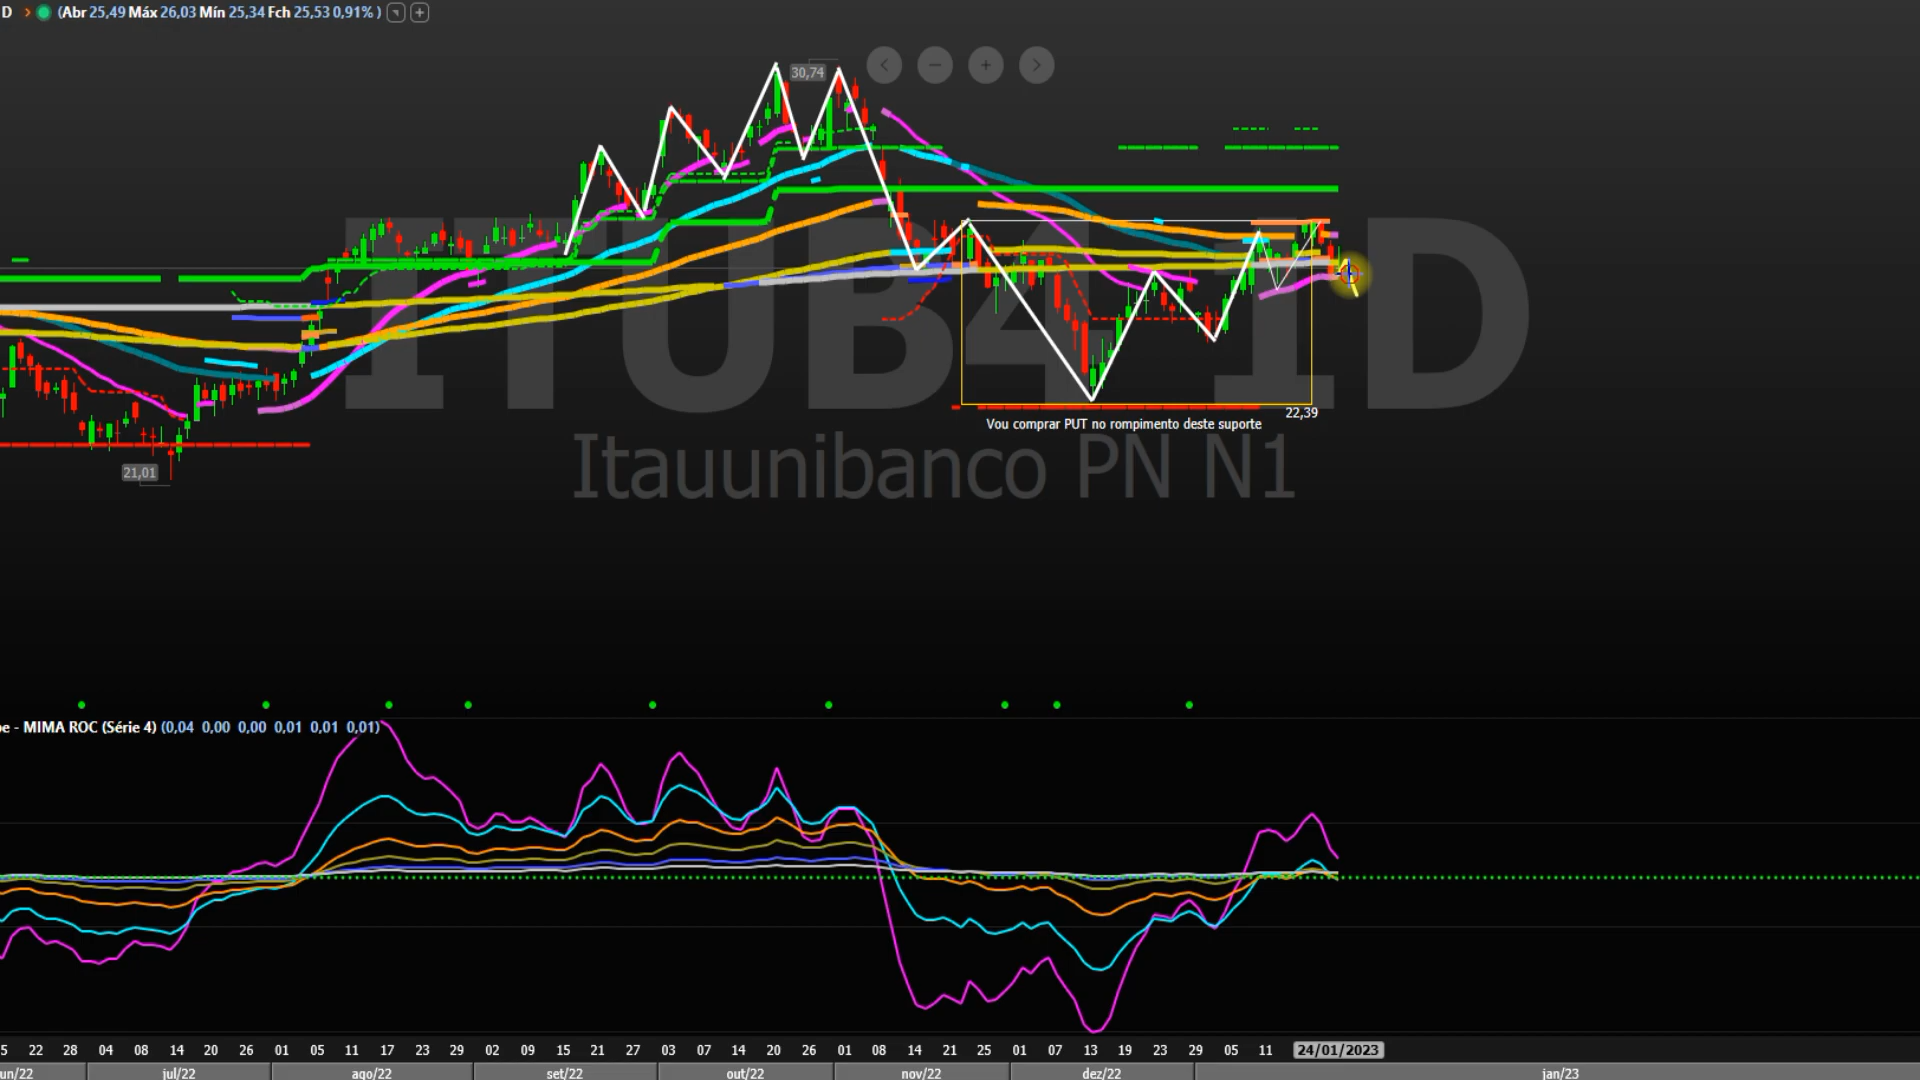 D (Abr 25,49 Máx 26,03 Mín 25,34 Fch 25,53 0,91% )
30,74
ITUB4 1D
Itauunibanco PN N1
22,39
Vou comprar PUT no rompimento deste suporte
21,01
pe - MIMA ROC (Série 4) (0,04 0,00 0,00 0,01 0,01 0,01)
5 22 28 04 08 14 20 26 01 05 11 17 23 29 02 09 15 21 27 03 07 14 20 26 01 08 14 21 25 01 07 13 19 23 29 05 11 24/01/2023
un/22 jul/22 ago/22 set/22 out/22 nov/22 dez/22 jan/23